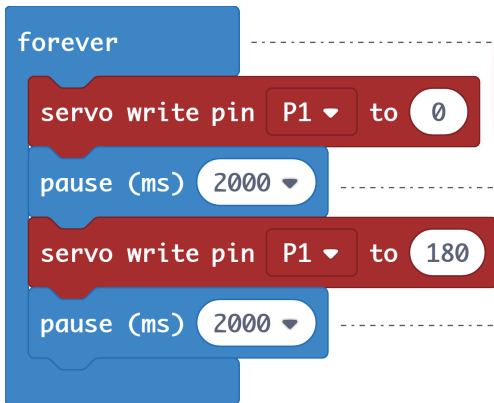 forever
servo write pin P1 to 0
pause (ms) 2000
servo write pin P1 to 180
pause (ms) 2000